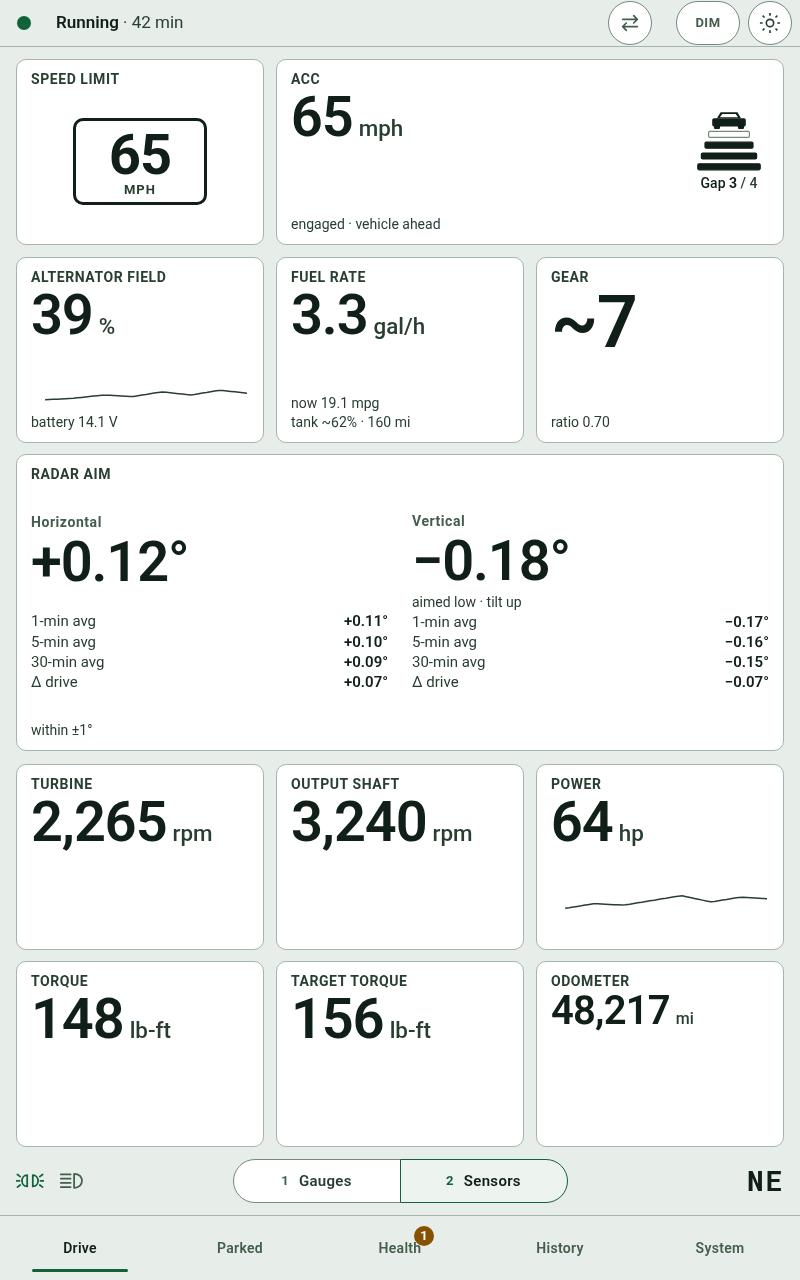 Running · 42 min
DIM
SPEED LIMIT
65
MPH
ACC
65 mph
Gap 3 / 4
engaged · vehicle ahead
ALTERNATOR FIELD
39 %
battery 14.1 V
FUEL RATE
3.3 gal/h
now 19.1 mpg
tank ~62% · 160 mi
GEAR
~7
ratio 0.70
RADAR AIM
Horizontal
+0.12°
1-min avg +0.11°
5-min avg +0.10°
30-min avg +0.09°
Δ drive +0.07°
Vertical
−0.18°
aimed low · tilt up
1-min avg −0.17°
5-min avg −0.16°
30-min avg −0.15°
Δ drive −0.07°
within ±1°
TURBINE
2,265 rpm
OUTPUT SHAFT
3,240 rpm
POWER
64 hp
TORQUE
148 lb-ft
TARGET TORQUE
156 lb-ft
ODOMETER
48,217 mi
1 Gauges
2 Sensors
NE
Drive
Parked
Health 1
History
System